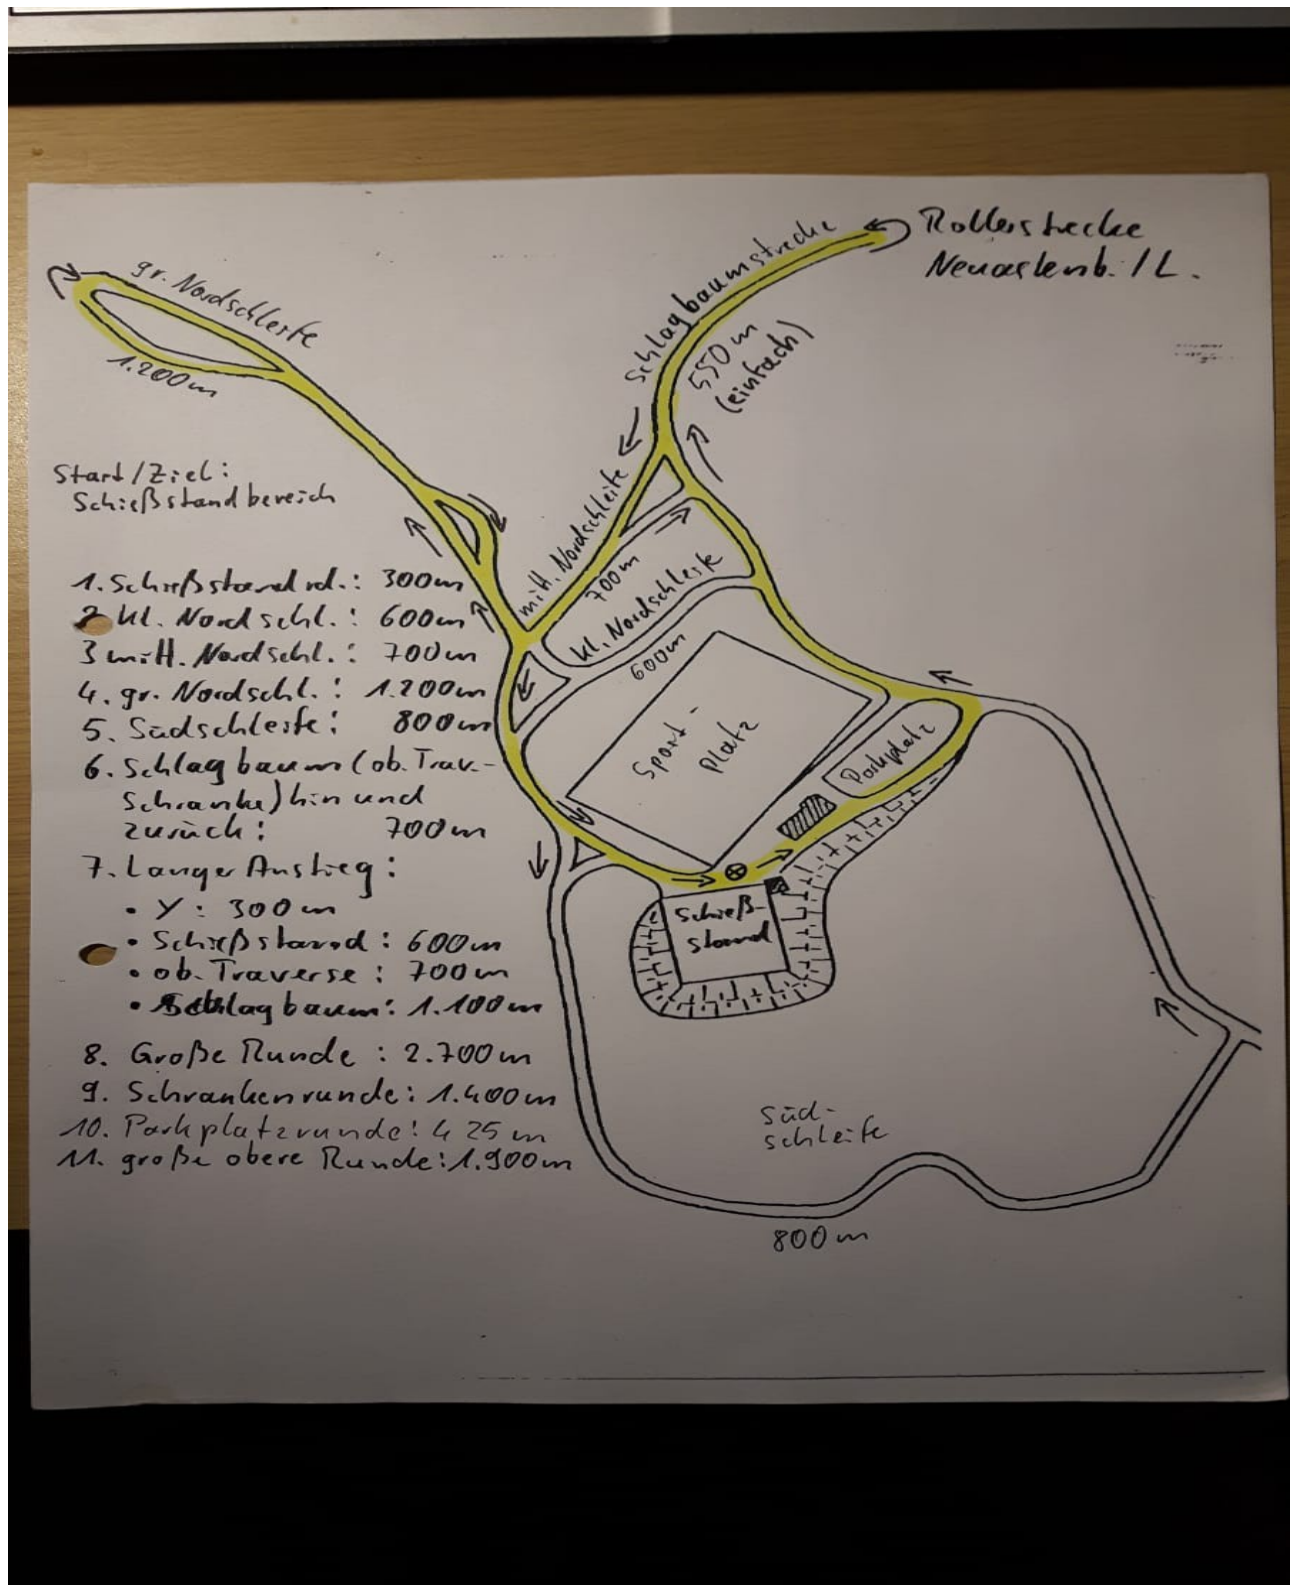 Rollerstrecke
Neuastenb. / L.
Schlagbaumstrecke
550 m
(einfach)
gr. Nordschleife
1.200m
mitt. Nordschleife
700m
kl. Nordschleife
600m
Sport-
platz
Parkplatz
Schieß-
stand
Süd-
schleife
800 m
Start/Ziel:
Schießstandbereich
1. Schießstand rd.: 300m
2 kl. Nordschl.: 600m
3 mitt. Nordschl.: 700m
4. gr. Nordschl.: 1.200m
5. Südschleife: 800m
6. Schlagbaum (ob. Trav.-
Schranke) hin und
zurück: 700m
7. Langer Anstieg:
• Y: 300m
• Schießstand: 600m
• ob. Traverse: 700m
• Schlagbaum: 1.100m
8. Große Runde: 2.700m
9. Schrankenrunde: 1.400m
10. Parkplatzrunde: 425 m
11. große obere Runde: 1.900m